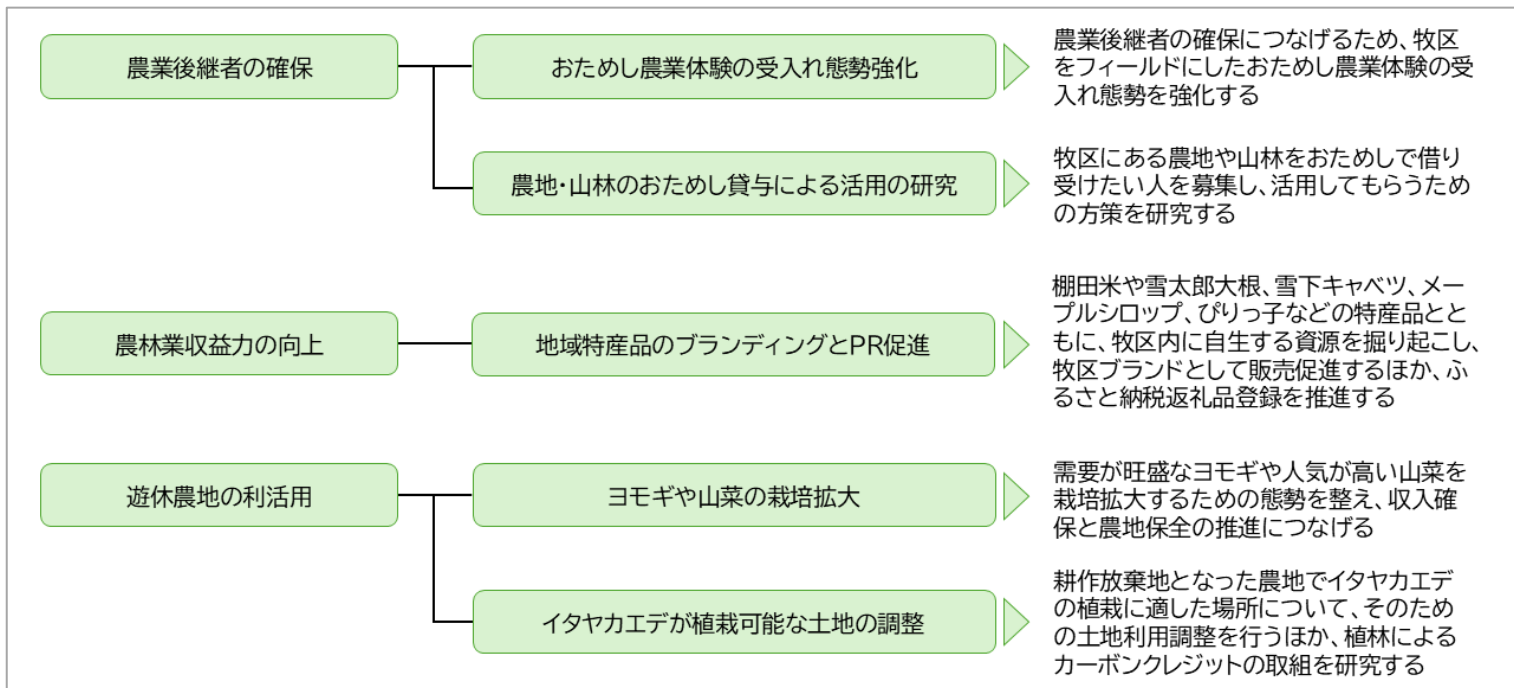 農業後継者の確保
おためし農業体験の受入れ態勢強化
農業後継者の確保につなげるため、牧区
をフィールドにしたおためし農業体験の受
入れ態勢を強化する
農地・山林のおためし貸与による活用の研究
牧区にある農地や山林をおためしで借り
受けたい人を募集し、活用してもらうため
の方策を研究する
農林業収益力の向上
地域特産品のブランディングとPR促進
棚田米や雪太郎大根、雪下キャベツ、メー
プルシロップ、ぴりっ子などの特産品とと
もに、牧区内に自生する資源を掘り起こし、
牧区ブランドとして販売促進するほか、ふ
るさと納税返礼品登録を推進する
遊休農地の利活用
ヨモギや山菜の栽培拡大
需要が旺盛なヨモギや人気が高い山菜を
栽培拡大するための態勢を整え、収入確
保と農地保全の推進につなげる
イタヤカエデが植栽可能な土地の調整
耕作放棄地となった農地でイタヤカエデ
の植栽に適した場所について、そのため
の土地利用調整を行うほか、植林による
カーボンクレジットの取組を研究する